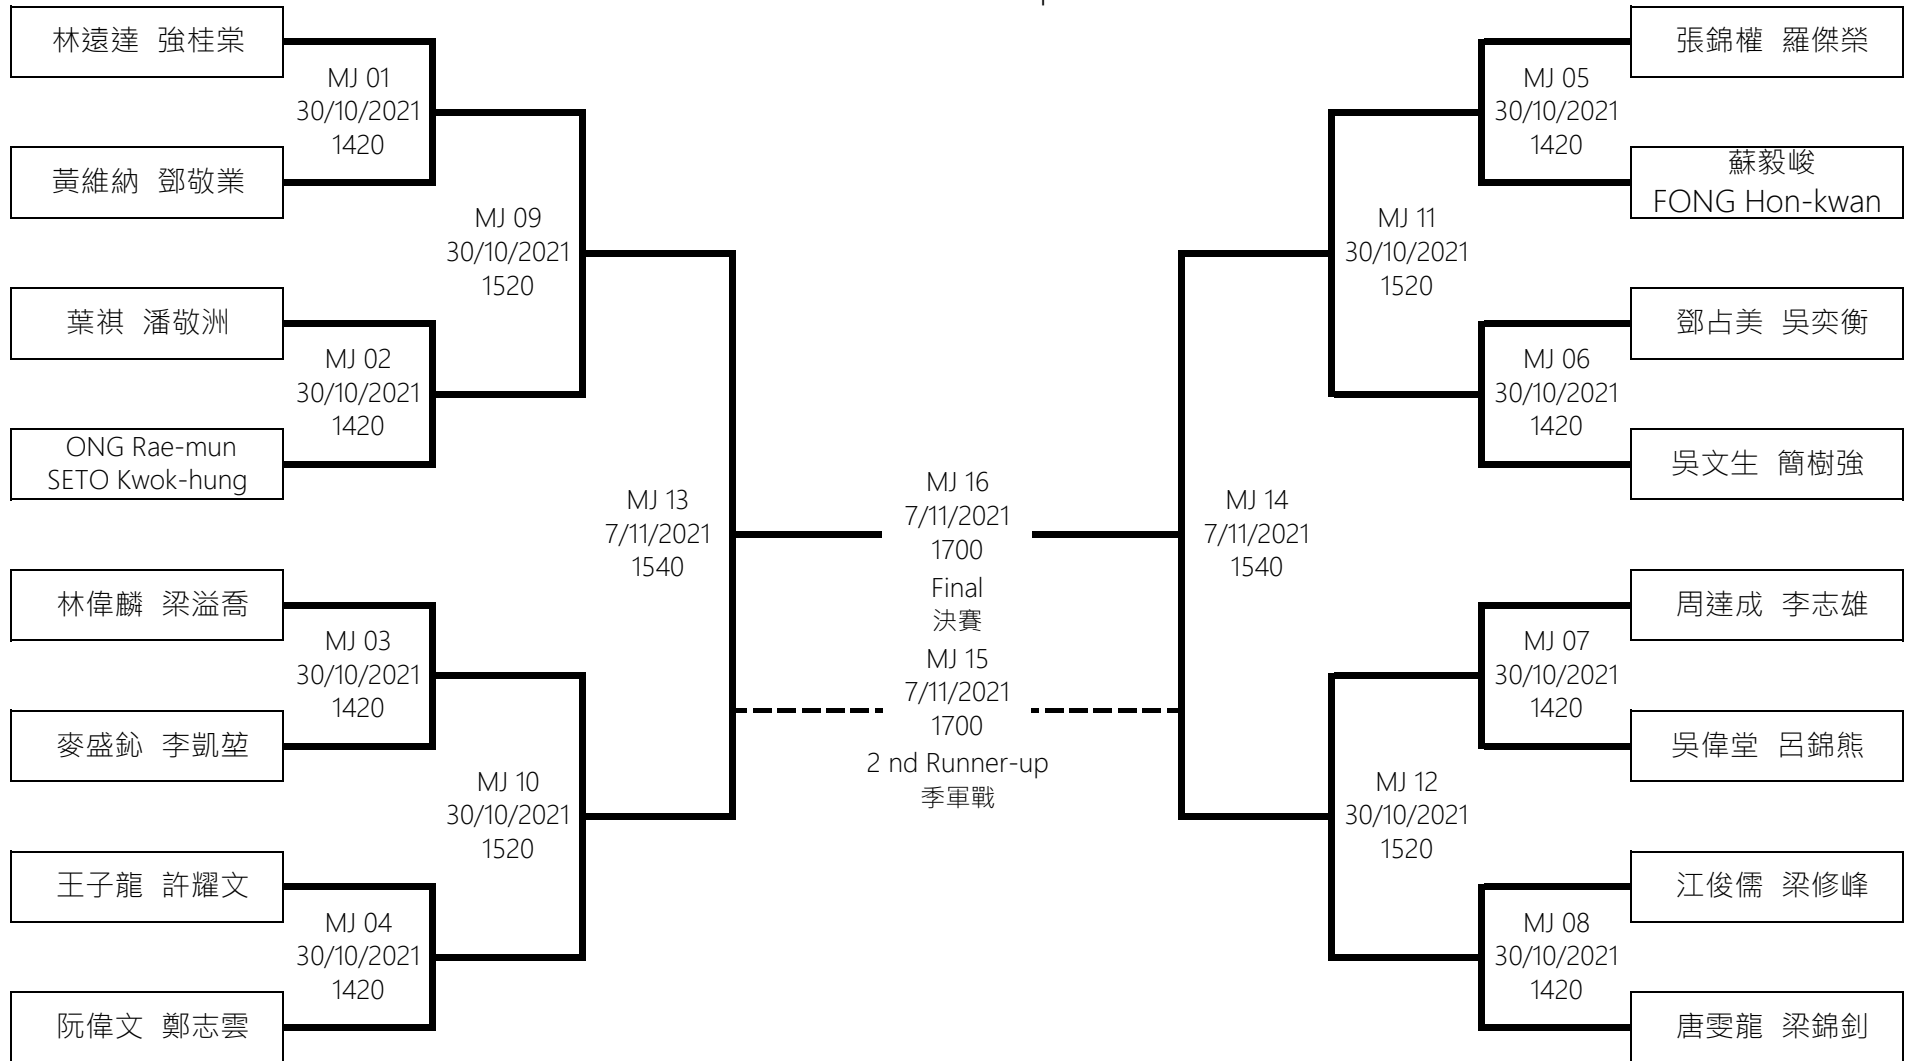 林遠達 強桂棠
MJ 01
30/10/2021
1420
黃維納 鄧敬業
MJ 09
30/10/2021
1520
葉祺 潘敬洲
MJ 02
30/10/2021
1420
ONG Rae-mun
SETO Kwok-hung
MJ 13
7/11/2021
1540
林偉麟 梁溢喬
MJ 03
30/10/2021
1420
麥盛鈊 李凱堃
MJ 10
30/10/2021
1520
王子龍 許耀文
MJ 04
30/10/2021
1420
阮偉文 鄭志雲
MJ 16
7/11/2021
1700
Final
決賽
MJ 15
7/11/2021
1700
2 nd Runner-up
季軍戰
張錦權 羅傑榮
MJ 05
30/10/2021
1420
蘇毅峻
FONG Hon-kwan
MJ 11
30/10/2021
1520
鄧占美 吳奕衡
MJ 06
30/10/2021
1420
吳文生 簡樹強
MJ 14
7/11/2021
1540
周達成 李志雄
MJ 07
30/10/2021
1420
吳偉堂 呂錦熊
MJ 12
30/10/2021
1520
江俊儒 梁修峰
MJ 08
30/10/2021
1420
唐雯龍 梁錦釗